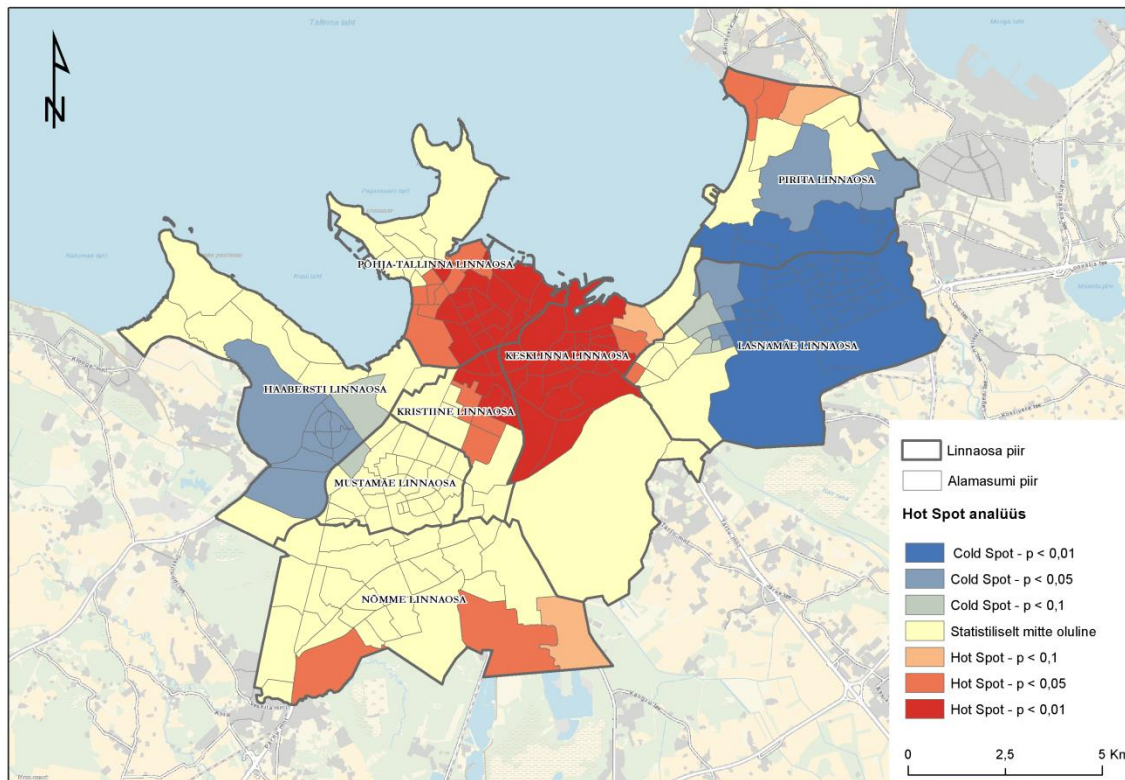 Tallinna laht
N
PIRITA LINNAOSA
PÕHJA-TALLINNA LINNAOSA
KESKLINNA LINNAOSA
LASNAMÄE LINNAOSA
HAABERSTI LINNAOSA
KRISTIINE LINNAOSA
MUSTAMÄE LINNAOSA
NÕMME LINNAOSA
Linnaosa piir
Alamasumi piir
Hot Spot analüüs
Cold Spot - p < 0,01
Cold Spot - p < 0,05
Cold Spot - p < 0,1
Statistiliselt mitte oluline
Hot Spot - p < 0,1
Hot Spot - p < 0,05
Hot Spot - p < 0,01
0 2,5 5 Km